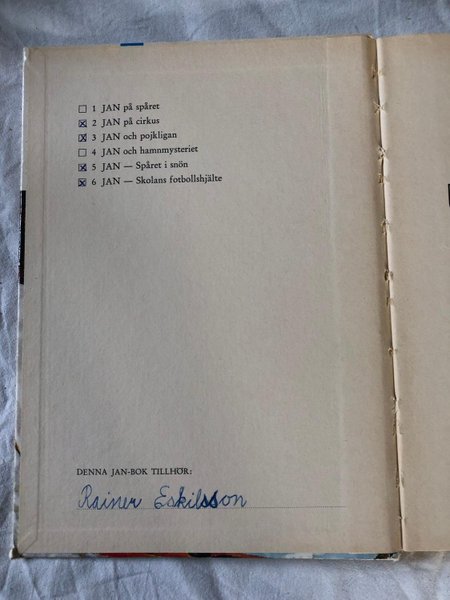 ☐ 1 JAN på spåret
☒ 2 JAN på cirkus
☒ 3 JAN och pojkligan
☐ 4 JAN och hamnmysteriet
☒ 5 JAN — Spåret i snön
☒ 6 JAN — Skolans fotbollshjälte
DENNA JAN-BOK TILLHÖR:
Rainer Eskilsson